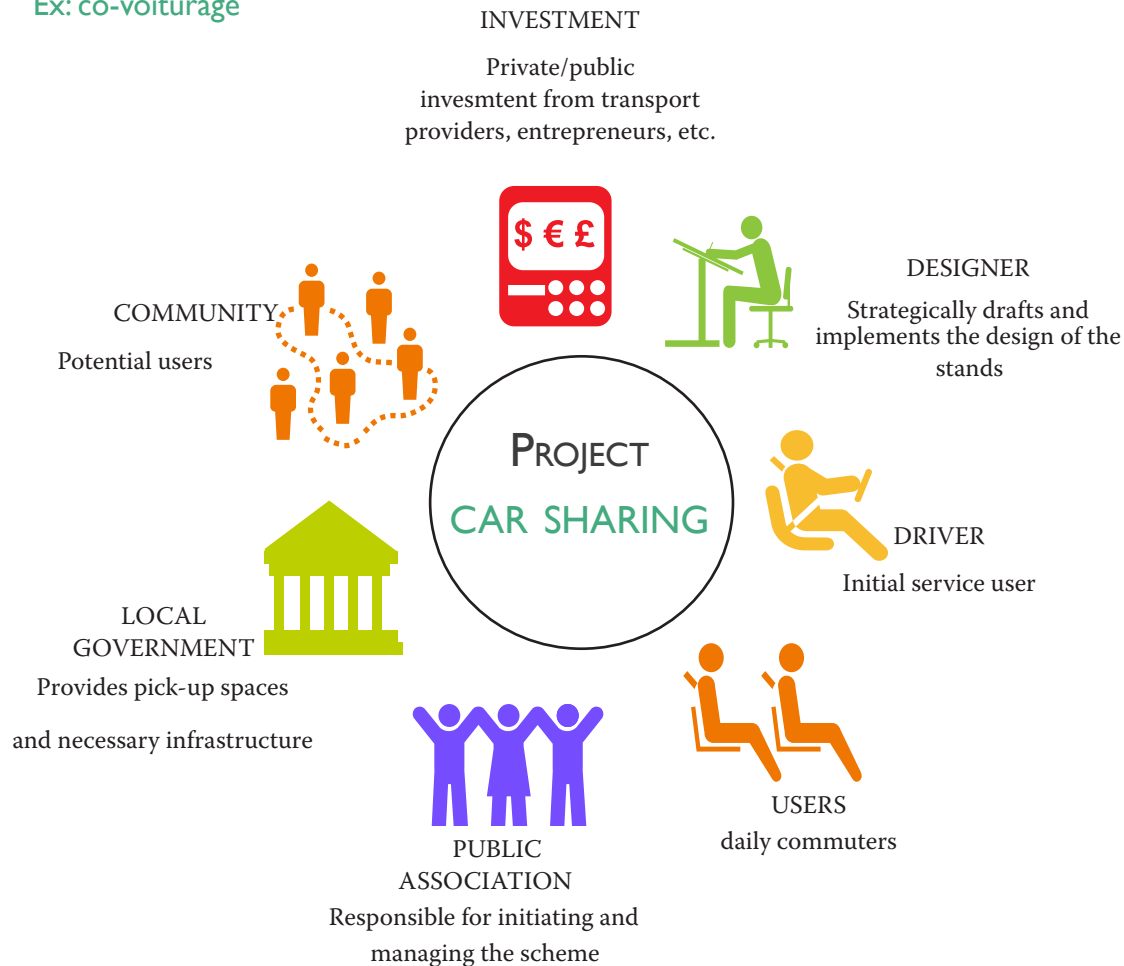 Ex: co-voiturage
INVESTMENT
Private/public
invesmtent from transport
providers, entrepreneurs, etc.
$ € £
DESIGNER
Strategically drafts and
implements the design of the
stands
COMMUNITY
Potential users
PROJECT
CAR SHARING
DRIVER
Initial service user
LOCAL
GOVERNMENT
Provides pick-up spaces
and necessary infrastructure
USERS
daily commuters
PUBLIC
ASSOCIATION
Responsible for initiating and
managing the scheme